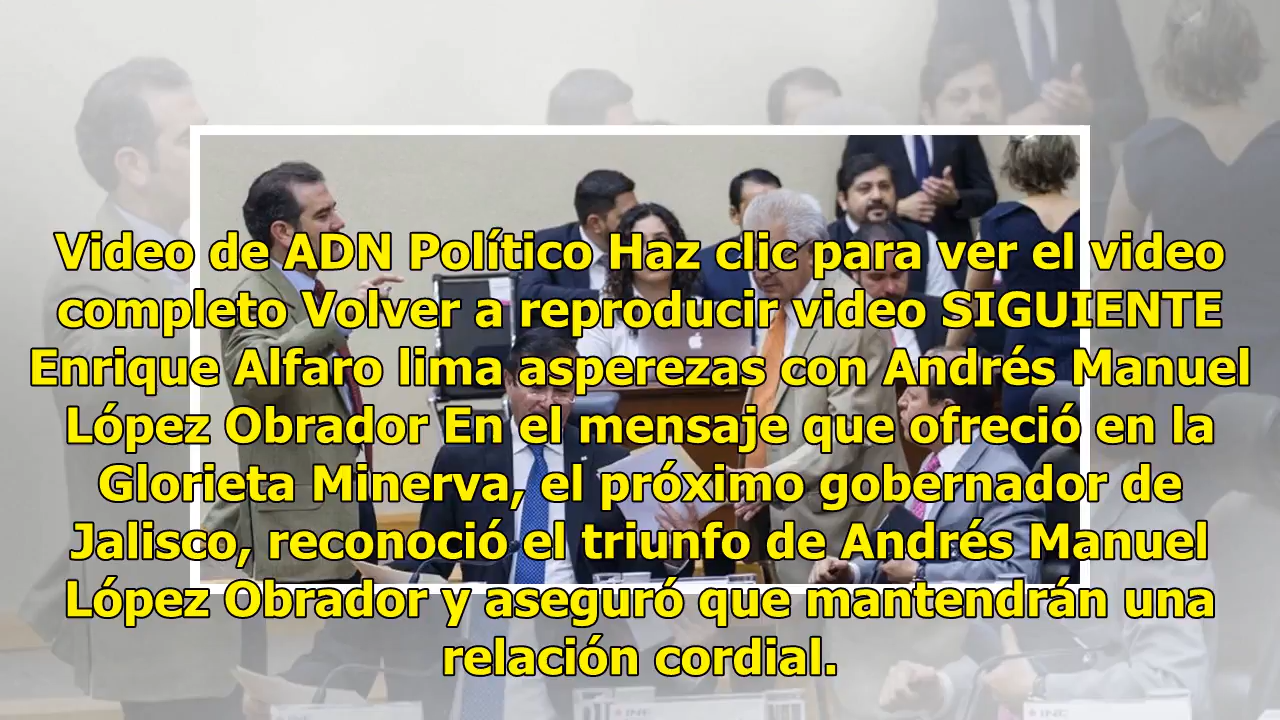 Video de ADN Político Haz clic para ver el video
completo Volver a reproducir video SIGUIENTE
Enrique Alfaro lima asperezas con Andrés Manuel
López Obrador En el mensaje que ofreció en la
Glorieta Minerva, el próximo gobernador de
Jalisco, reconoció el triunfo de Andrés Manuel
López Obrador y aseguró que mantendrán una
relación cordial.
INE
INE